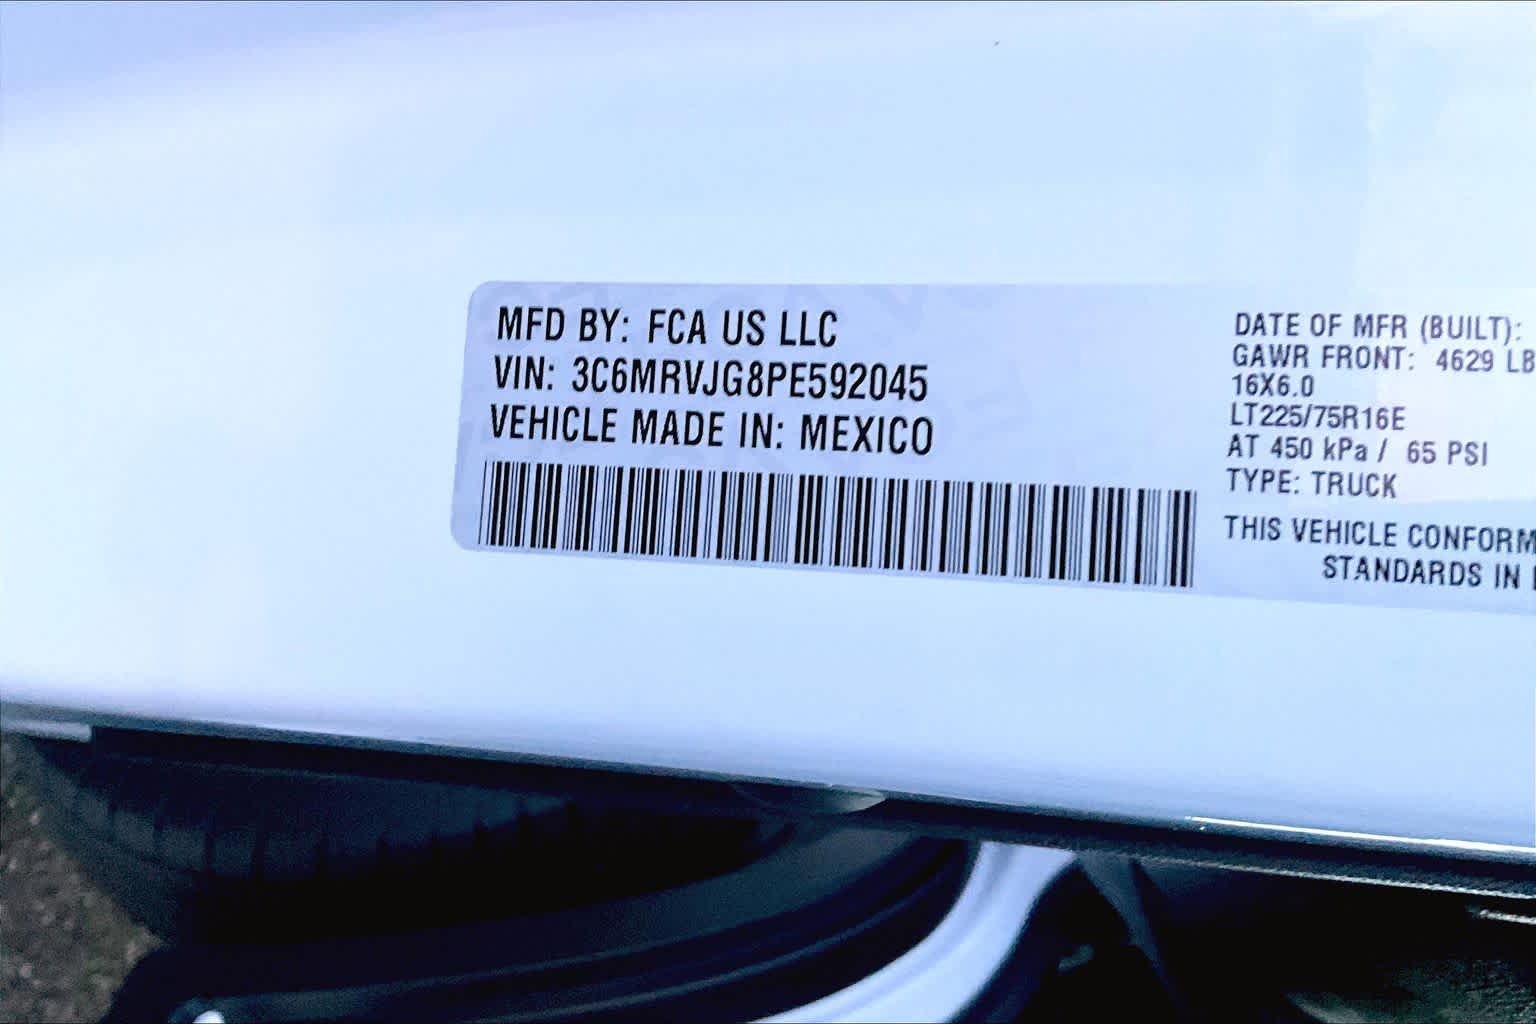 MFD BY: FCA US LLC
VIN: 3C6MRVJG8PE592045
VEHICLE MADE IN: MEXICO
DATE OF MFR (BUILT):
GAWR FRONT: 4629 LB
16X6.0
LT225/75R16E
AT 450 kPa / 65 PSI
TYPE: TRUCK
THIS VEHICLE CONFORM
STANDARDS IN